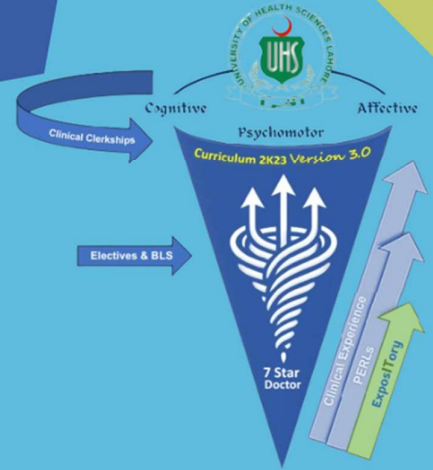 UNIVERSITY OF HEALTH SCIENCES LAHORE
UHS
Cognitive
Affective
Psychomotor
Clinical Clerkships
Curriculum 2K23 Version 3.0
Electives & BLS
7 Star
Doctor
Clinical Experience
PERLs
ExposITory